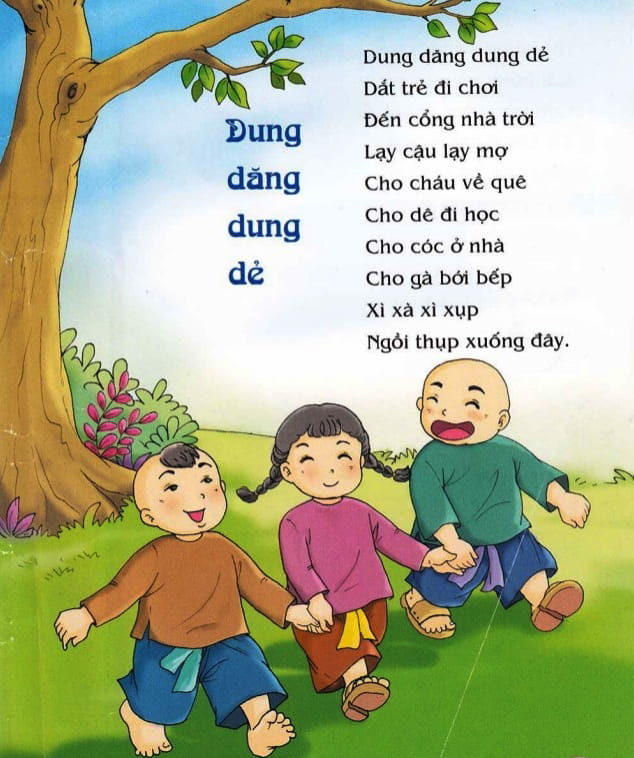 Dung
dăng
dung
dẻ
Dung dăng dung dẻ
Dắt trẻ đi chơi
Đến cổng nhà trời
Lạy cậu lạy mợ
Cho cháu về quê
Cho dê đi học
Cho cóc ở nhà
Cho gà bới bếp
Xì xà xì xụp
Ngồi thụp xuống đây.